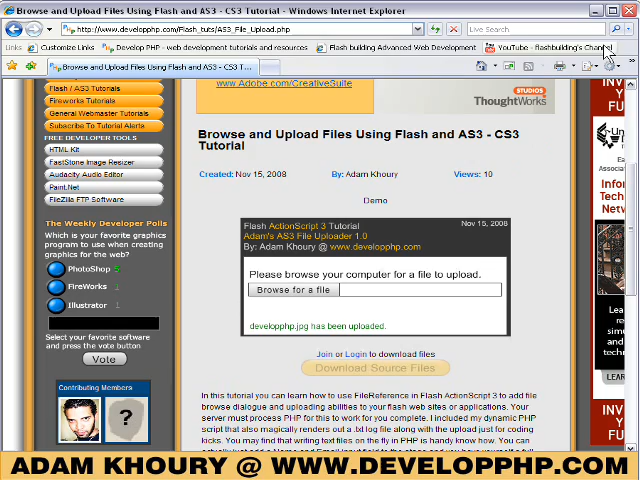 Browse and Upload Files Using Flash and AS3 - CS3 Tutorial - Windows Internet Explorer
http://www.developphp.com/Flash_tuts/AS3_File_Upload.php
Live Search
Links Customize Links Develop PHP - web development tutorials and resources Flash building Advanced Web Development YouTube - flashbuilding's Channel
Browse and Upload Files Using Flash and AS3 - CS3 T...
Flash / AS3 Tutorials
Fireworks Tutorials
General Webmaster Tutorials
Subscribe To Tutorial Alerts
FREE DEVELOPER TOOLS
HTML Kit
FastStone Image Resizer
Audacity Audio Editor
Paint.Net
FileZilla FTP Software
The Weekly Developer Polls
Which is your favorite graphics
program to use when creating
graphics for the web?
PhotoShop 5
FireWorks 1
Illustrator 1
Select your favorite software
and press the vote button
Vote
Contributing Members
?
www.Adobe.com/CreativeSuite
STUDIOS
ThoughtWorks
Browse and Upload Files Using Flash and AS3 - CS3
Tutorial
Created: Nov 15, 2008 By: Adam Khoury Views: 10
Demo
Flash ActionScript 3 Tutorial
Nov 15, 2008
Adam's AS3 File Uploader 1.0
By: Adam Khoury @ www.developphp.com
Please browse your computer for a file to upload.
Browse for a file
developphp.jpg has been uploaded.
Join or Login to download files
Download Source Files
In this tutorial you can learn how to use FileReference in Flash ActionScript 3 to add file
browse dialogue and uploading abilities to your flash web sites or applications. Your
server must process PHP for this to work for you complete. I included my dynamic PHP
script that also magically renders out a .txt log file along with the upload just for coding
kicks. You may find that writing text files on the fly in PHP is handy know how. You can
INV
FOR
Ea
Associa
Infor
Tech
Netw
Lea
LEAR
INV
FOR
ADAM KHOURY @ WWW.DEVELOPPHP.COM